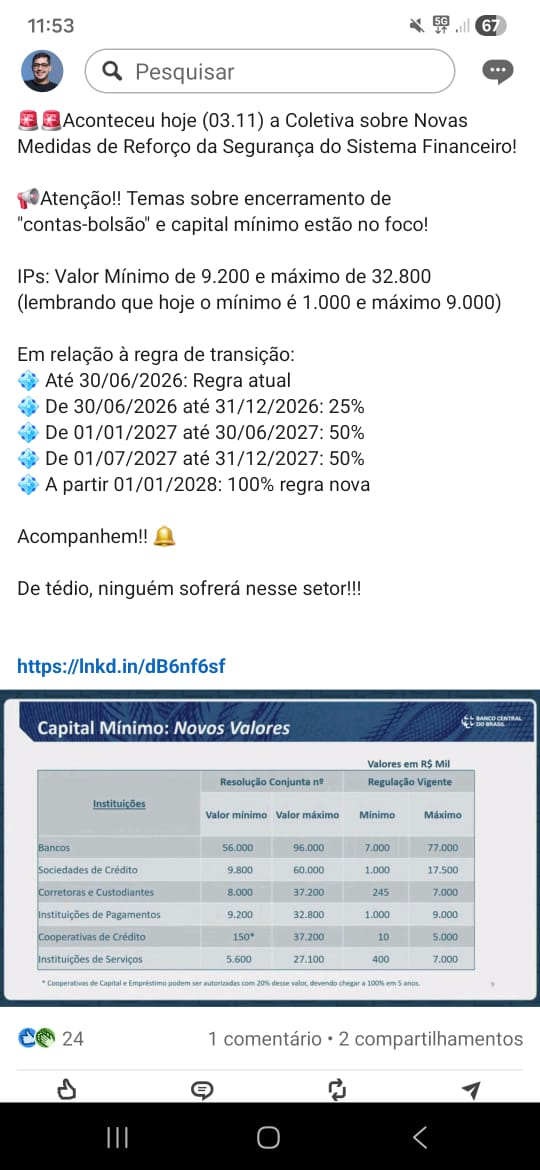 11:53
5G
67
Pesquisar
🚨🚨Aconteceu hoje (03.11) a Coletiva sobre Novas
Medidas de Reforço da Segurança do Sistema Financeiro!
📢Atenção!! Temas sobre encerramento de
"contas-bolsão" e capital mínimo estão no foco!
IPs: Valor Mínimo de 9.200 e máximo de 32.800
(lembrando que hoje o mínimo é 1.000 e máximo 9.000)
Em relação à regra de transição:
💠 Até 30/06/2026: Regra atual
💠 De 30/06/2026 até 31/12/2026: 25%
💠 De 01/01/2027 até 30/06/2027: 50%
💠 De 01/07/2027 até 31/12/2027: 50%
💠 A partir 01/01/2028: 100% regra nova
Acompanhem!! 🔔
De tédio, ninguém sofrerá nesse setor!!!
https://lnkd.in/dB6nf6sf
Capital Mínimo: Novos Valores
BANCO CENTRAL
DO BRASIL
Valores em R$ Mil
Instituições
Resolução Conjunta nº
Regulação Vigente
Valor mínimo Valor máximo Mínimo Máximo
Bancos 56.000 96.000 7.000 77.000
Sociedades de Crédito 9.800 60.000 1.000 17.500
Corretoras e Custodiantes 8.000 37.200 245 7.000
Instituições de Pagamentos 9.200 32.800 1.000 9.000
Cooperativas de Crédito 150* 37.200 10 5.000
Instituições de Serviços 5.600 27.100 400 7.000
* Cooperativas de Capital e Empréstimo podem ser autorizadas com 20% desse valor, devendo chegar a 100% em 5 anos.
9
24
1 comentário • 2 compartilhamentos